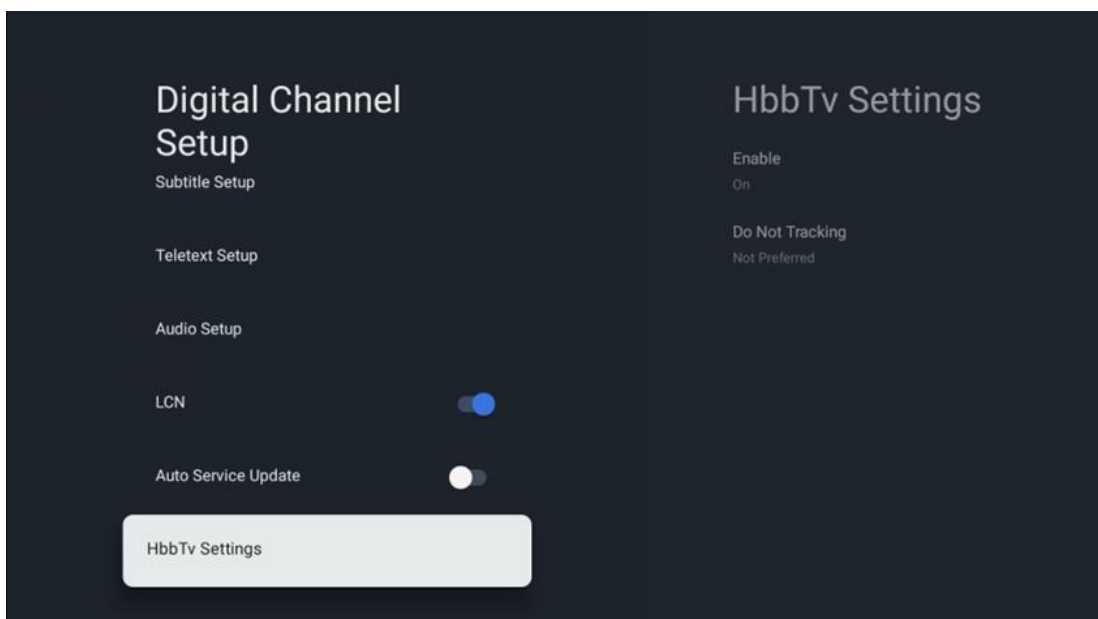 Digital Channel
Setup
Subtitle Setup
Teletext Setup
Audio Setup
LCN
Auto Service Update
HbbTv Settings
HbbTv Settings
Enable
On
Do Not Tracking
Not Preferred